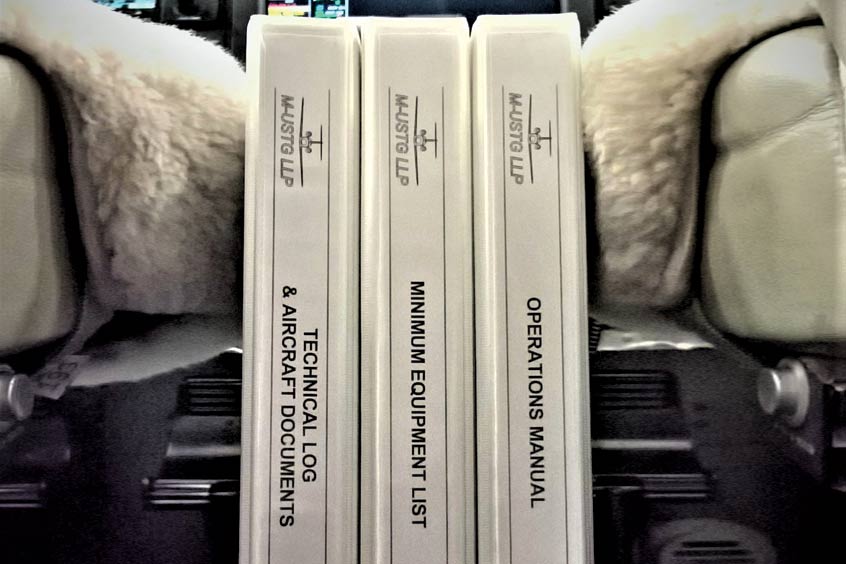 M-USTG LLP
TECHNICAL LOG
& AIRCRAFT DOCUMENTS
M-USTG LLP
MINIMUM EQUIPMENT LIST
M-USTG LLP
OPERATIONS MANUAL